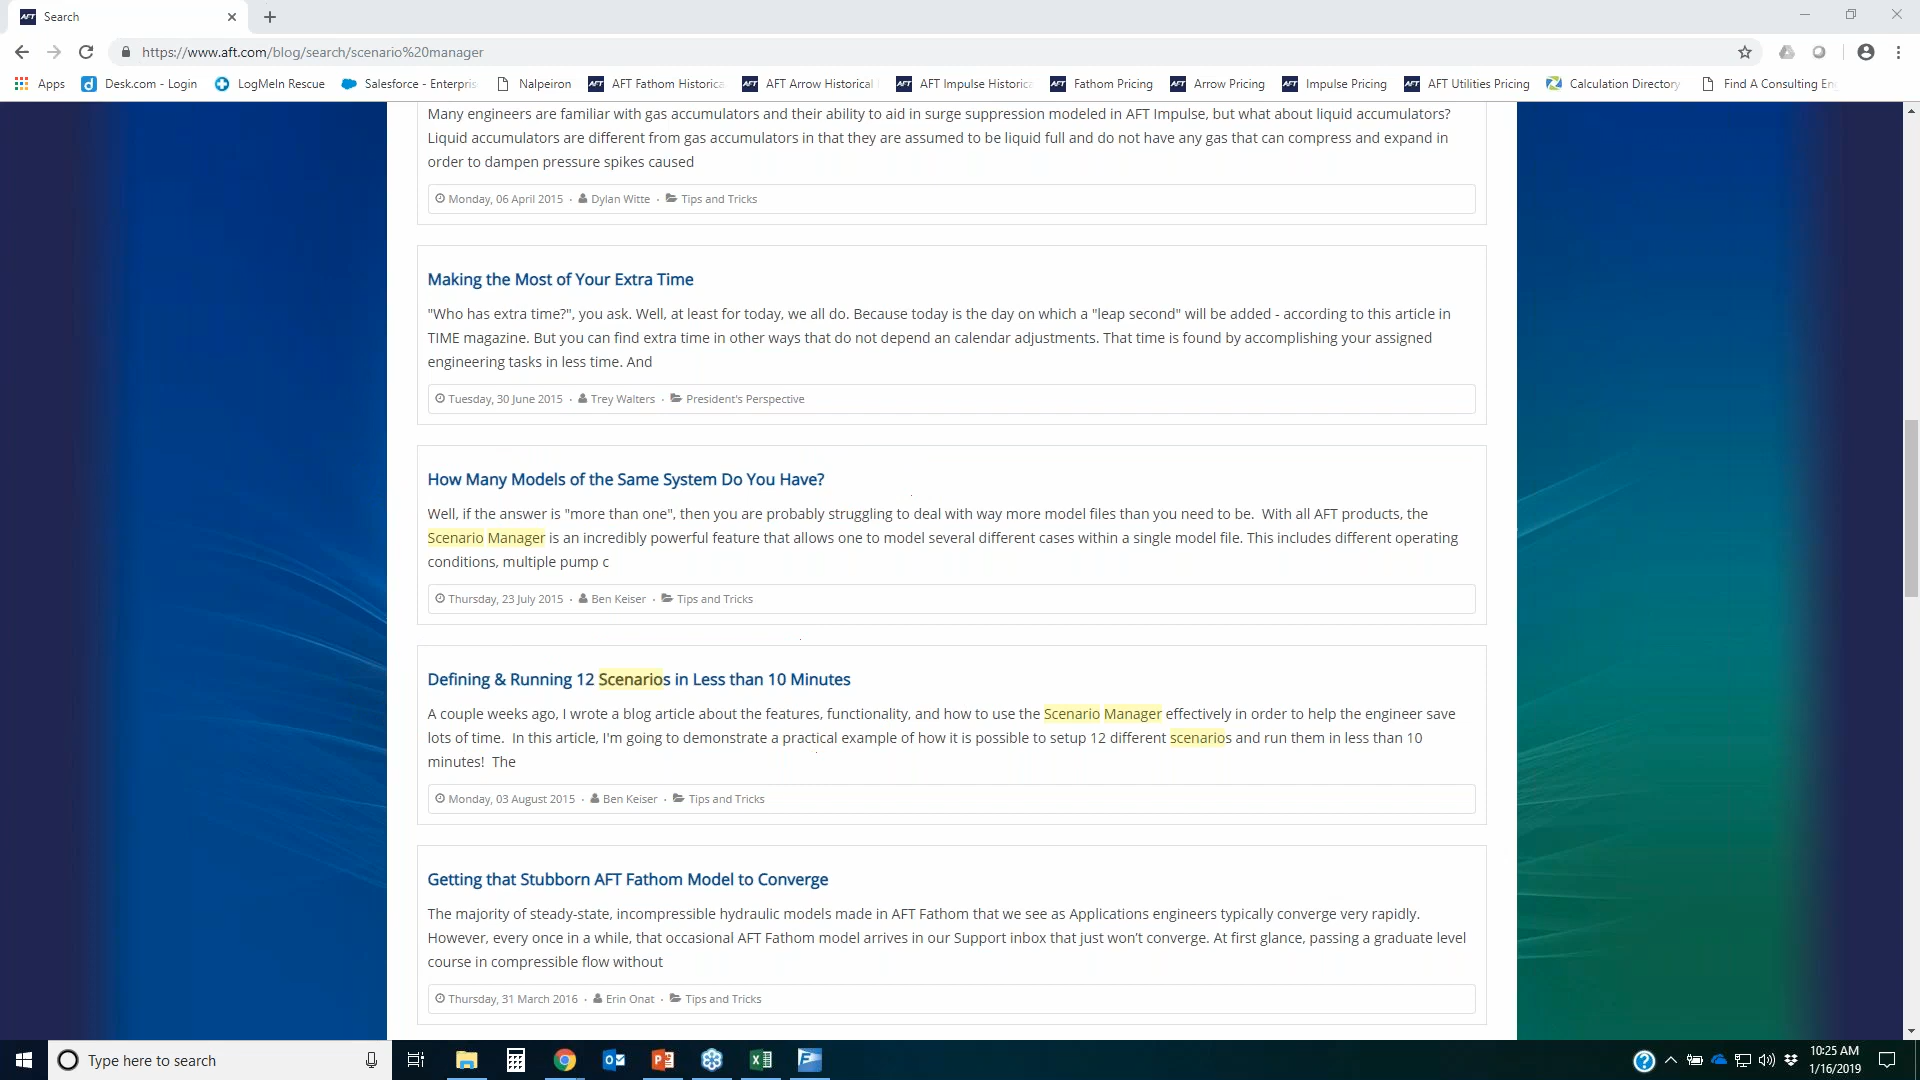 AFT Search
https://www.aft.com/blog/search/scenario%20manager
Apps Desk.com - Login LogMeIn Rescue Salesforce - Enterpris Nalpeiron AFT Fathom Historica AFT Arrow Historical AFT Impulse Historica Fathom Pricing Arrow Pricing Impulse Pricing AFT Utilities Pricing Calculation Directory Find A Consulting En
Many engineers are familiar with gas accumulators and their ability to aid in surge suppression modeled in AFT Impulse, but what about liquid accumulators?
Liquid accumulators are different from gas accumulators in that they are assumed to be liquid full and do not have any gas that can compress and expand in
order to dampen pressure spikes caused
Monday, 06 April 2015 · Dylan Witte · Tips and Tricks
Making the Most of Your Extra Time
"Who has extra time?", you ask. Well, at least for today, we all do. Because today is the day on which a "leap second" will be added - according to this article in
TIME magazine. But you can find extra time in other ways that do not depend an calendar adjustments. That time is found by accomplishing your assigned
engineering tasks in less time. And
Tuesday, 30 June 2015 · Trey Walters · President's Perspective
How Many Models of the Same System Do You Have?
Well, if the answer is "more than one", then you are probably struggling to deal with way more model files than you need to be. With all AFT products, the
Scenario Manager is an incredibly powerful feature that allows one to model several different cases within a single model file. This includes different operating
conditions, multiple pump c
Thursday, 23 July 2015 · Ben Keiser · Tips and Tricks
Defining & Running 12 Scenarios in Less than 10 Minutes
A couple weeks ago, I wrote a blog article about the features, functionality, and how to use the Scenario Manager effectively in order to help the engineer save
lots of time. In this article, I'm going to demonstrate a practical example of how it is possible to setup 12 different scenarios and run them in less than 10
minutes! The
Monday, 03 August 2015 · Ben Keiser · Tips and Tricks
Getting that Stubborn AFT Fathom Model to Converge
The majority of steady-state, incompressible hydraulic models made in AFT Fathom that we see as Applications engineers typically converge very rapidly.
However, every once in a while, that occasional AFT Fathom model arrives in our Support inbox that just won't converge. At first glance, passing a graduate level
course in compressible flow without
Thursday, 31 March 2016 · Erin Onat · Tips and Tricks
Type here to search
10:25 AM
1/16/2019